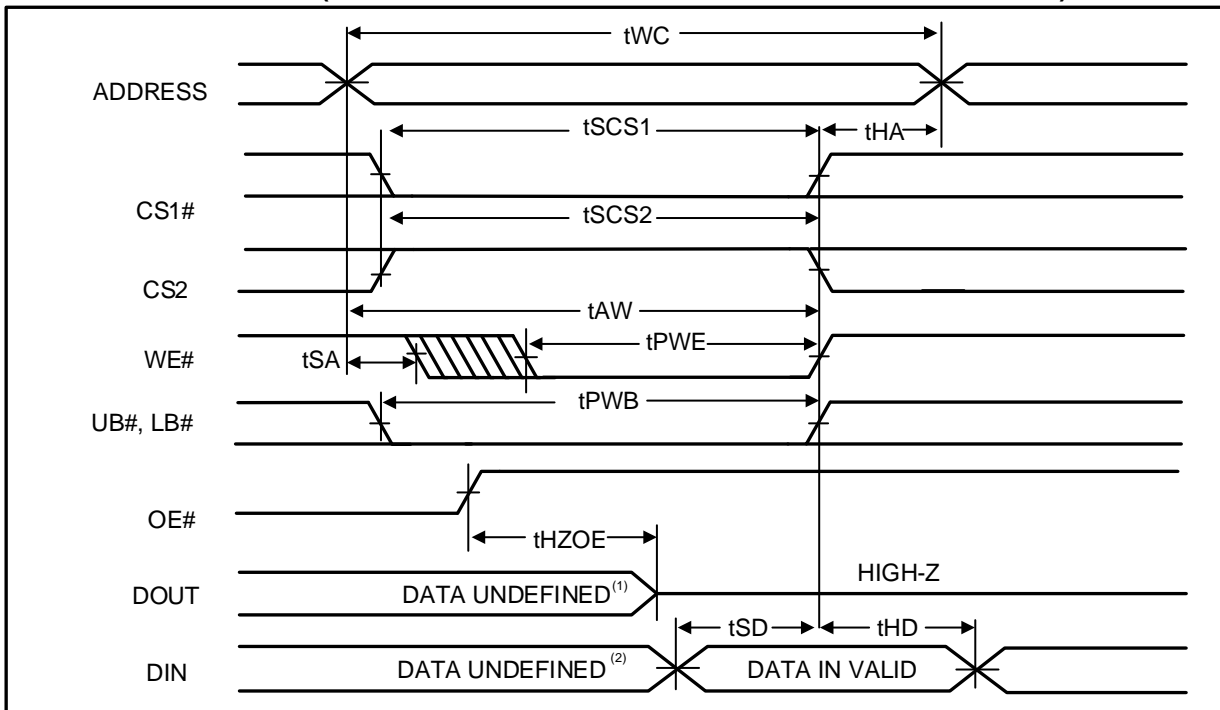 tWC
ADDRESS
tSCS1
tHA
CS1#
tSCS2
CS2
tAW
WE#
tSA
tPWE
UB#, LB#
tPWB
OE#
tHZOE
DOUT
DATA UNDEFINED(1)
HIGH-Z
tSD
tHD
DIN
DATA UNDEFINED (2)
DATA IN VALID